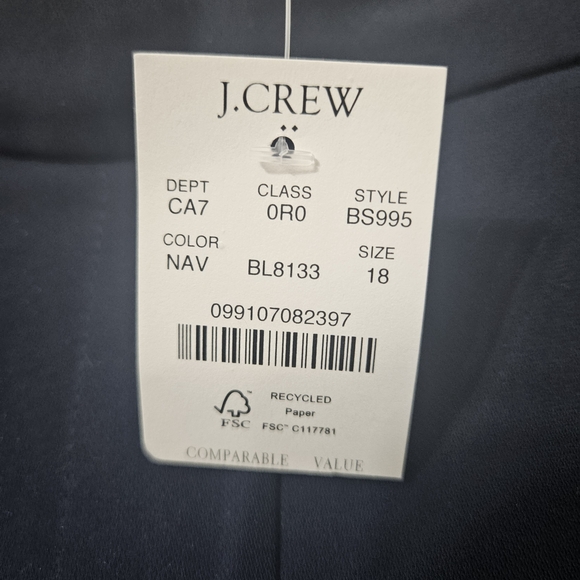 J.CREW
DEPT CLASS STYLE
CA7 0R0 BS995
COLOR SIZE
NAV BL8133 18
099107082397
RECYCLED
Paper
FSC FSC™ C117781
COMPARABLE VALUE